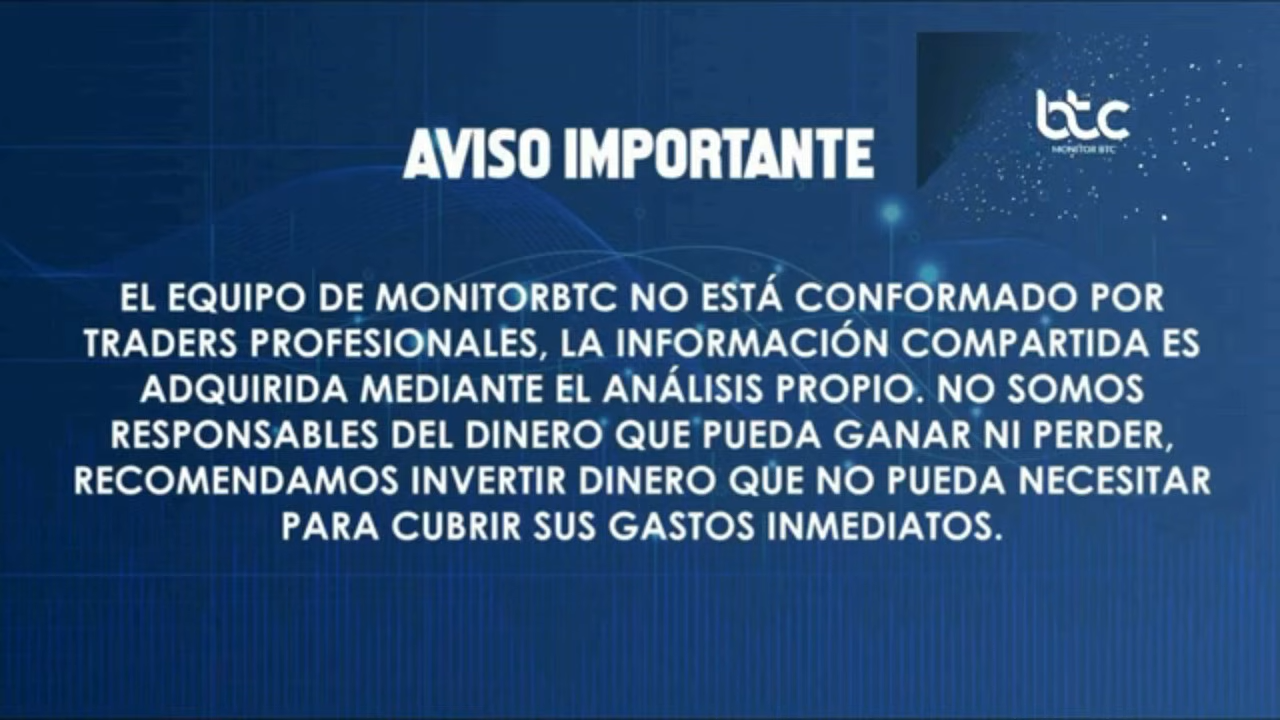 btc
MONITOR BTC
AVISO IMPORTANTE
EL EQUIPO DE MONITORBTC NO ESTÁ CONFORMADO POR
TRADERS PROFESIONALES, LA INFORMACIÓN COMPARTIDA ES
ADQUIRIDA MEDIANTE EL ANÁLISIS PROPIO. NO SOMOS
RESPONSABLES DEL DINERO QUE PUEDA GANAR NI PERDER,
RECOMENDAMOS INVERTIR DINERO QUE NO PUEDA NECESITAR
PARA CUBRIR SUS GASTOS INMEDIATOS.